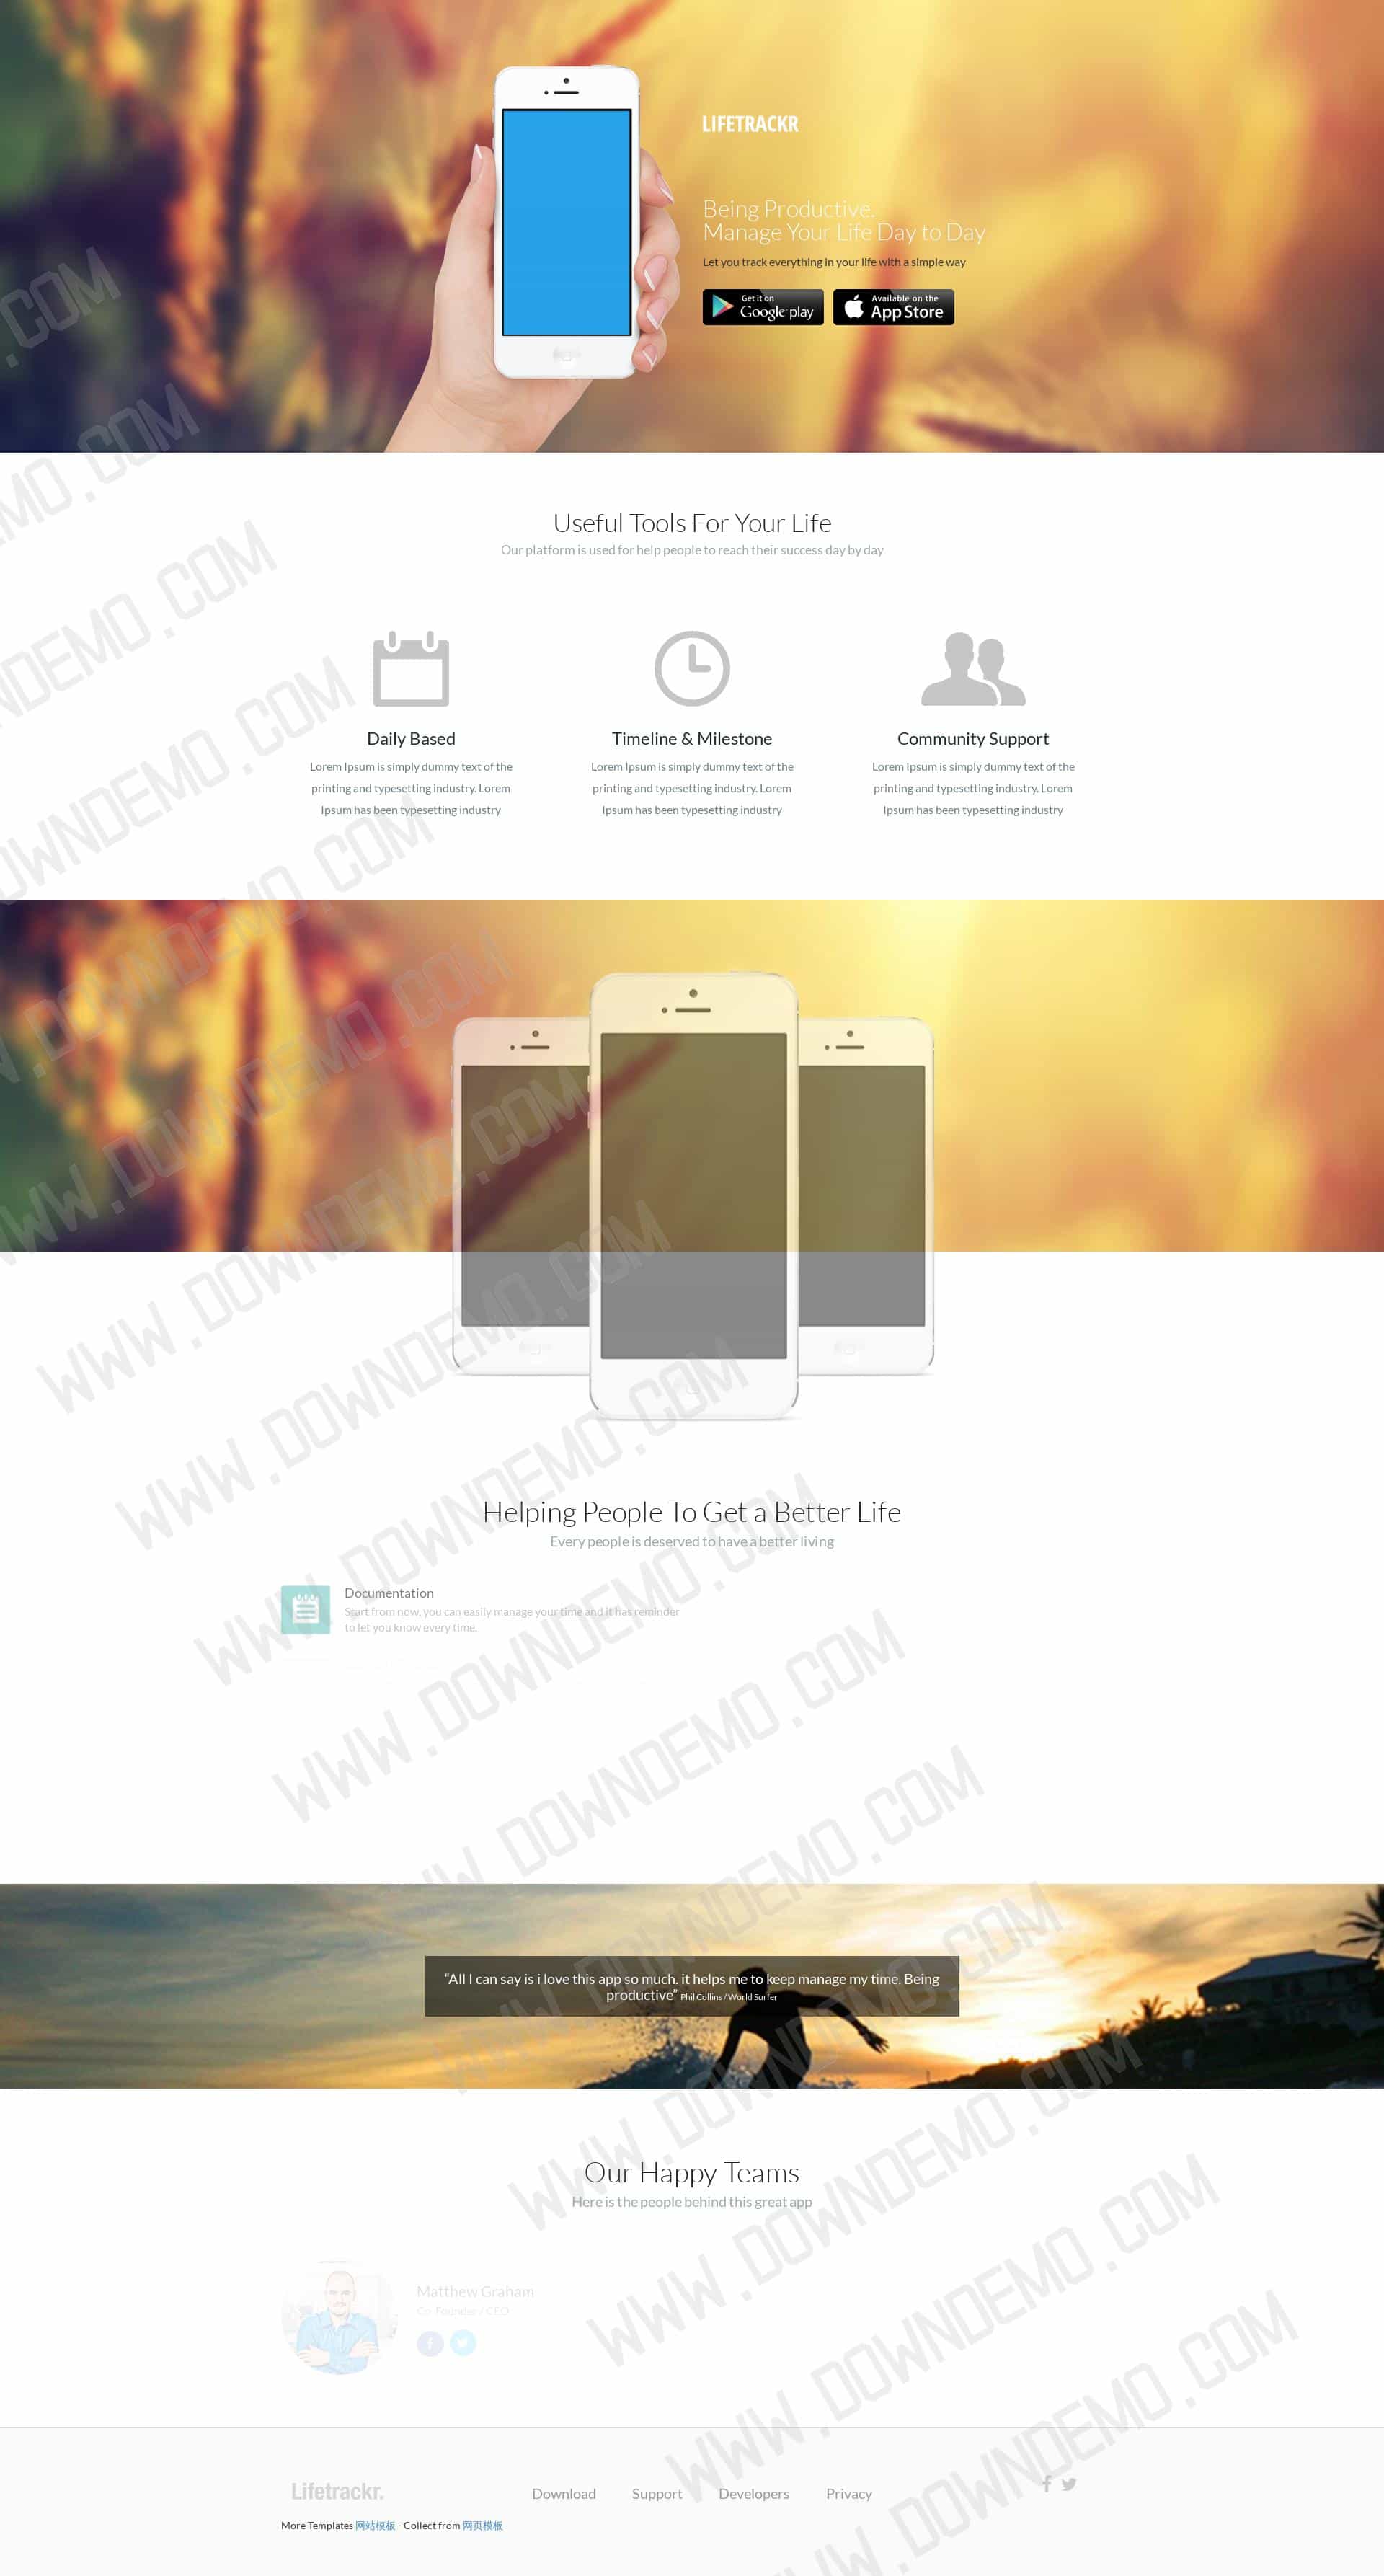 LIFETRACKR
Being Productive.
Manage Your Life Day to Day
Let you track everything in your life with a simple way
Get it on
Google play
Available on the
App Store
Useful Tools For Your Life
Our platform is used for help people to reach their success day by day
Daily Based
Lorem Ipsum is simply dummy text of the
printing and typesetting industry. Lorem
Ipsum has been typesetting industry
Timeline & Milestone
Lorem Ipsum is simply dummy text of the
printing and typesetting industry. Lorem
Ipsum has been typesetting industry
Community Support
Lorem Ipsum is simply dummy text of the
printing and typesetting industry. Lorem
Ipsum has been typesetting industry
Helping People To Get a Better Life
Every people is deserved to have a better living
Documentation
Start from now, you can easily manage your time and it has reminder
to let you know every time.
“All I can say is i love this app so much. it helps me to keep manage my time. Being
productive” Phil Collins / World Surfer
Our Happy Teams
Here is the people behind this great app
Matthew Graham
Co-Founder / CEO
Lifetrackr.
Download
Support
Developers
Privacy
More Templates 网站模板 - Collect from 网页模板
WWW.DOWNDEMO.COM